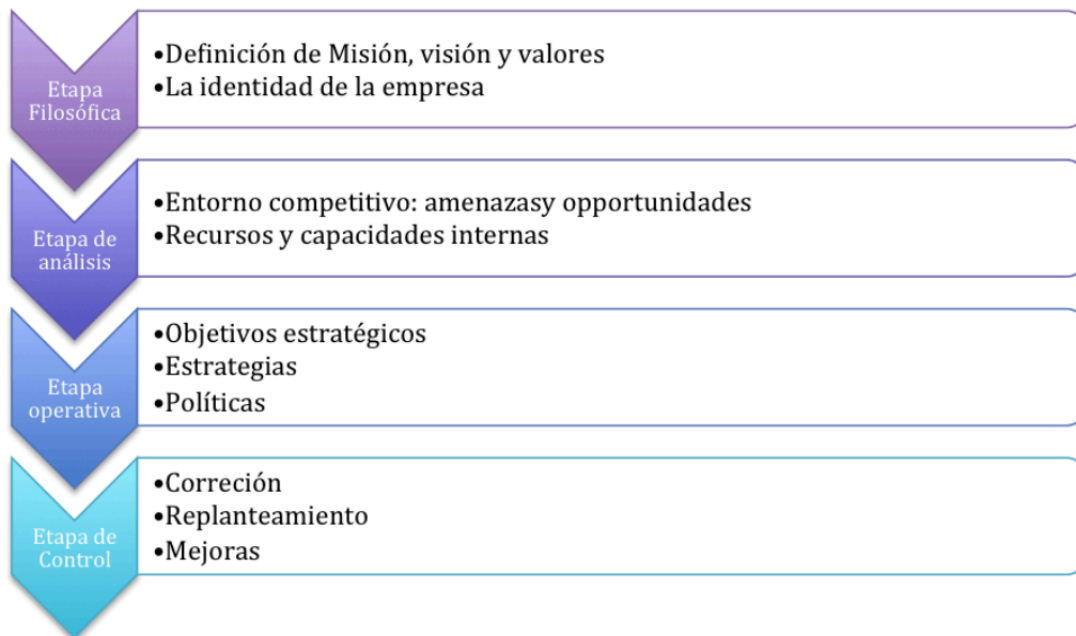 Etapa
Filosófica
•Definición de Misión, visión y valores
•La identidad de la empresa
Etapa de
análisis
•Entorno competitivo: amenazasy opportunidades
•Recursos y capacidades internas
Etapa
operativa
•Objetivos estratégicos
•Estrategias
•Políticas
Etapa de
Control
•Correción
•Replanteamiento
•Mejoras